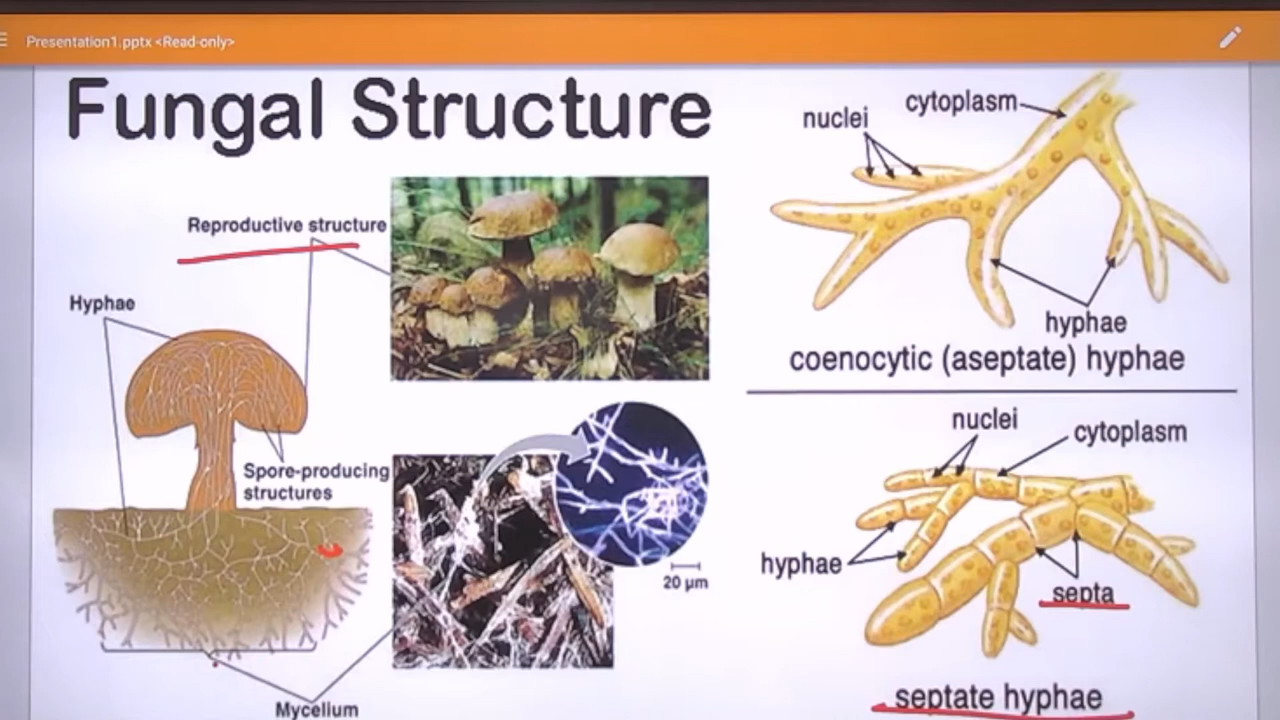 Presentation1.pptx <Read-only>
Fungal Structure
Reproductive structure
Hyphae
Spore-producing
structures
20 µm
Mycelium
nuclei
cytoplasm
hyphae
coenocytic (aseptate) hyphae
nuclei
cytoplasm
hyphae
septa
septate hyphae